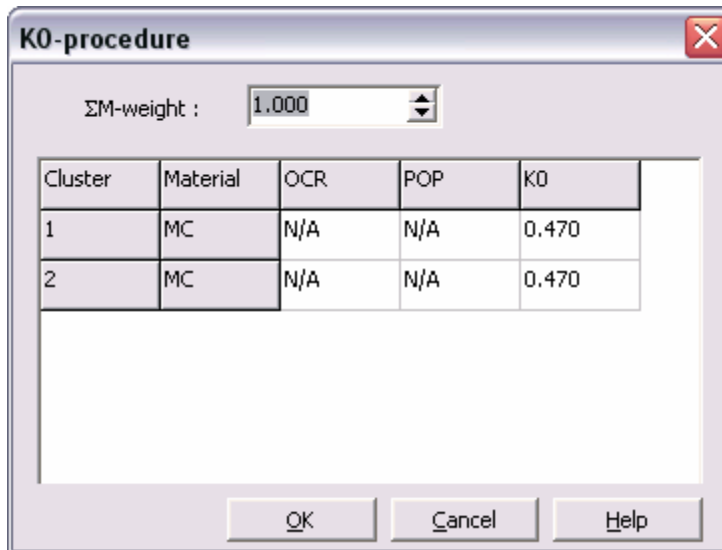 K0-procedure
ΣM-weight : 1.000
Cluster Material OCR POP K0
1 MC N/A N/A 0.470
2 MC N/A N/A 0.470
OK Cancel Help